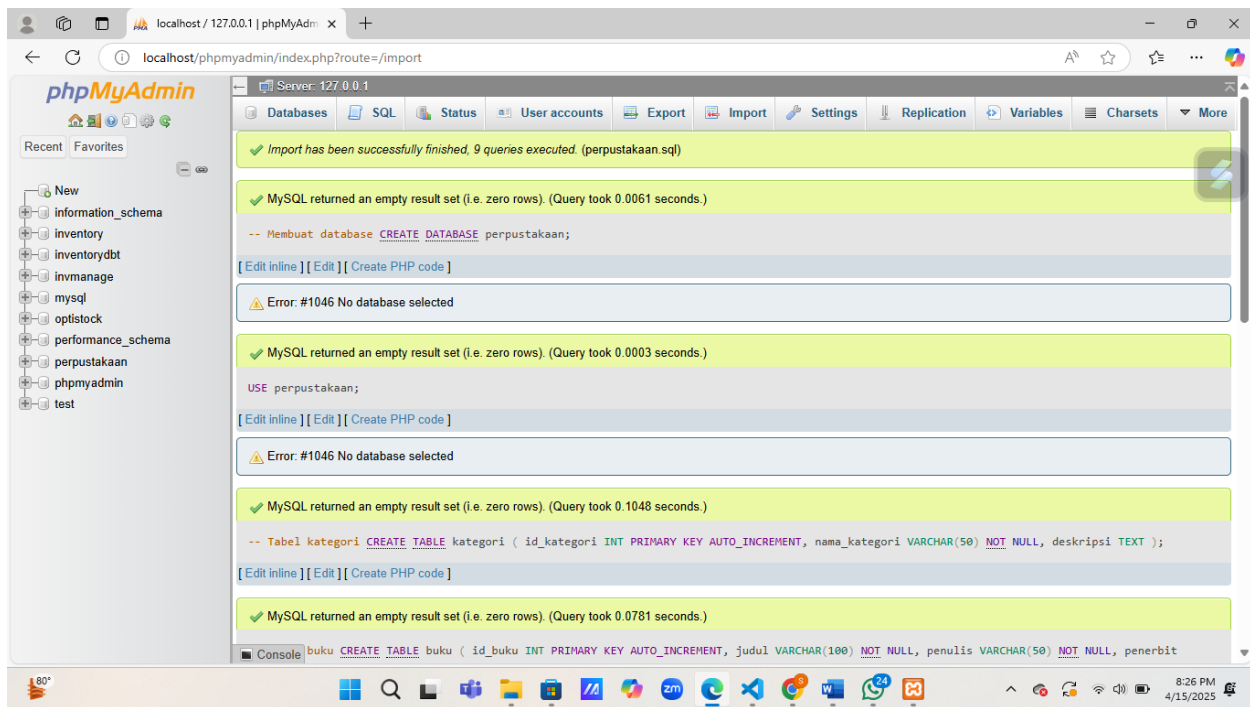 localhost / 127.0.0.1 | phpMyAdm
localhost/phpmyadmin/index.php?route=/import
phpMyAdmin
Recent Favorites
New
information_schema
inventory
inventorydbt
invmanage
mysql
optistock
performance_schema
perpustakaan
phpmyadmin
test
Server: 127.0.0.1
Databases SQL Status User accounts Export Import Settings Replication Variables Charsets More
Import has been successfully finished, 9 queries executed. (perpustakaan.sql)
MySQL returned an empty result set (i.e. zero rows). (Query took 0.0061 seconds.)
-- Membuat database CREATE DATABASE perpustakaan;
[ Edit inline ] [ Edit ] [ Create PHP code ]
Error: #1046 No database selected
MySQL returned an empty result set (i.e. zero rows). (Query took 0.0003 seconds.)
USE perpustakaan;
[ Edit inline ] [ Edit ] [ Create PHP code ]
Error: #1046 No database selected
MySQL returned an empty result set (i.e. zero rows). (Query took 0.1048 seconds.)
-- Tabel kategori CREATE TABLE kategori ( id_kategori INT PRIMARY KEY AUTO_INCREMENT, nama_kategori VARCHAR(50) NOT NULL, deskripsi TEXT );
[ Edit inline ] [ Edit ] [ Create PHP code ]
MySQL returned an empty result set (i.e. zero rows). (Query took 0.0781 seconds.)
Console buku CREATE TABLE buku ( id_buku INT PRIMARY KEY AUTO_INCREMENT, judul VARCHAR(100) NOT NULL, penulis VARCHAR(50) NOT NULL, penerbit
80°
zm
24
8:26 PM
4/15/2025